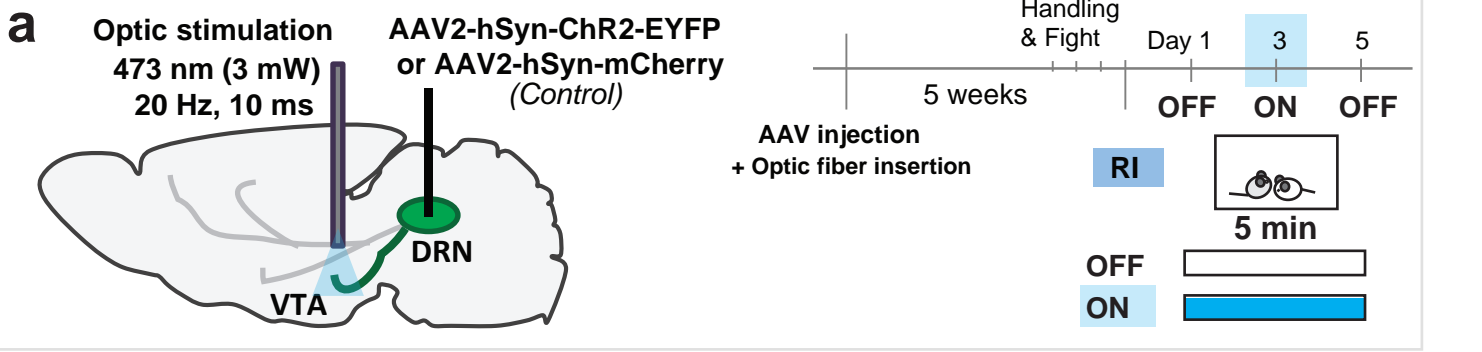 a
Optic stimulation
473 nm (3 mW)
20 Hz, 10 ms
AAV2-hSyn-ChR2-EYFP
or AAV2-hSyn-mCherry
(Control)
DRN
VTA
Handling
& Fight
Day 1
3
5
5 weeks
OFF
ON
OFF
AAV injection
+ Optic fiber insertion
RI
5 min
OFF
ON